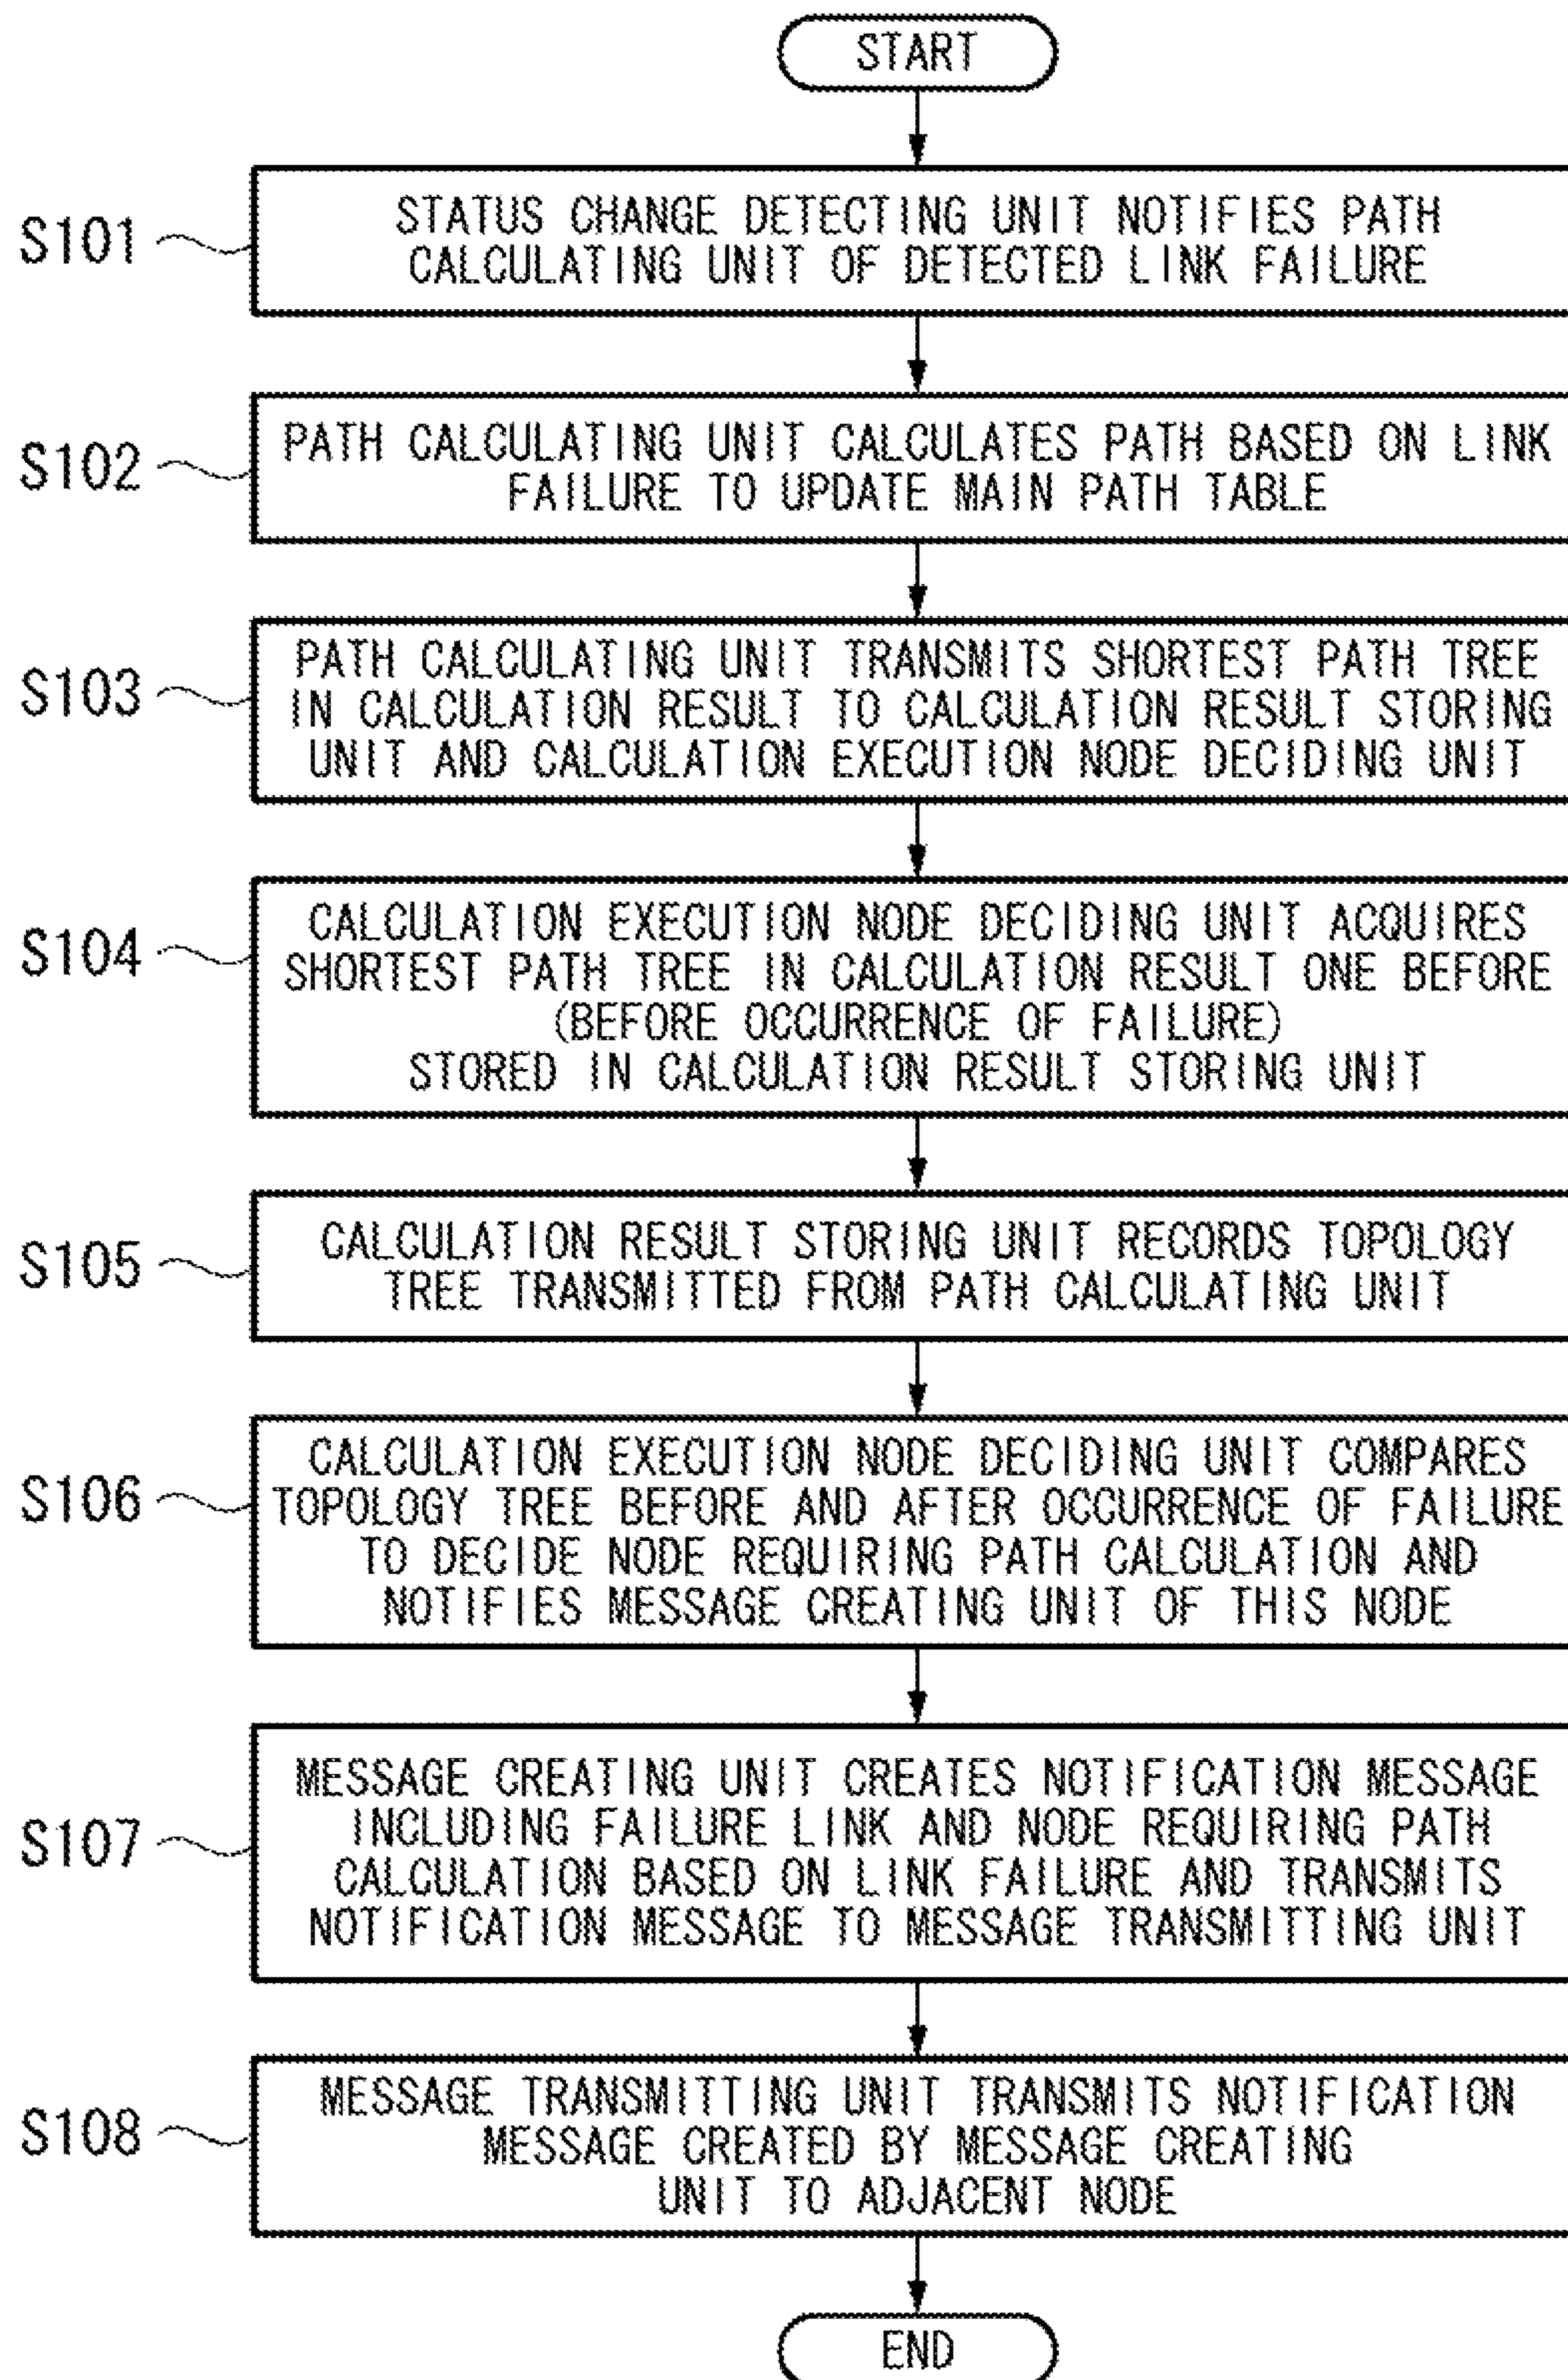 START
S101
STATUS CHANGE DETECTING UNIT NOTIFIES PATH
CALCULATING UNIT OF DETECTED LINK FAILURE
S102
PATH CALCULATING UNIT CALCULATES PATH BASED ON LINK
FAILURE TO UPDATE MAIN PATH TABLE
S103
PATH CALCULATING UNIT TRANSMITS SHORTEST PATH TREE
IN CALCULATION RESULT TO CALCULATION RESULT STORING
UNIT AND CALCULATION EXECUTION NODE DECIDING UNIT
S104
CALCULATION EXECUTION NODE DECIDING UNIT ACQUIRES
SHORTEST PATH TREE IN CALCULATION RESULT ONE BEFORE
(BEFORE OCCURRENCE OF FAILURE)
STORED IN CALCULATION RESULT STORING UNIT
S105
CALCULATION RESULT STORING UNIT RECORDS TOPOLOGY
TREE TRANSMITTED FROM PATH CALCULATING UNIT
S106
CALCULATION EXECUTION NODE DECIDING UNIT COMPARES
TOPOLOGY TREE BEFORE AND AFTER OCCURRENCE OF FAILURE
TO DECIDE NODE REQUIRING PATH CALCULATION AND
NOTIFIES MESSAGE CREATING UNIT OF THIS NODE
S107
MESSAGE CREATING UNIT CREATES NOTIFICATION MESSAGE
INCLUDING FAILURE LINK AND NODE REQUIRING PATH
CALCULATION BASED ON LINK FAILURE AND TRANSMITS
NOTIFICATION MESSAGE TO MESSAGE TRANSMITTING UNIT
S108
MESSAGE TRANSMITTING UNIT TRANSMITS NOTIFICATION
MESSAGE CREATED BY MESSAGE CREATING
UNIT TO ADJACENT NODE
END